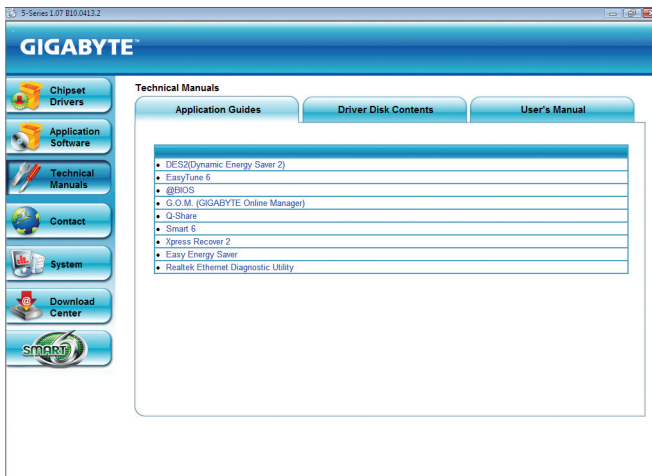 5-Series 1.07 B10.0413.2
GIGABYTE™
Chipset
Drivers
Application
Software
Technical
Manuals
Contact
System
Download
Center
SMART6
Technical Manuals
Application Guides
Driver Disk Contents
User's Manual
• DES2(Dynamic Energy Saver 2)
• EasyTune 6
• @BIOS
• G.O.M. (GIGABYTE Online Manager)
• Q-Share
• Smart 6
• Xpress Recover 2
• Easy Energy Saver
• Realtek Ethernet Diagnostic Utility